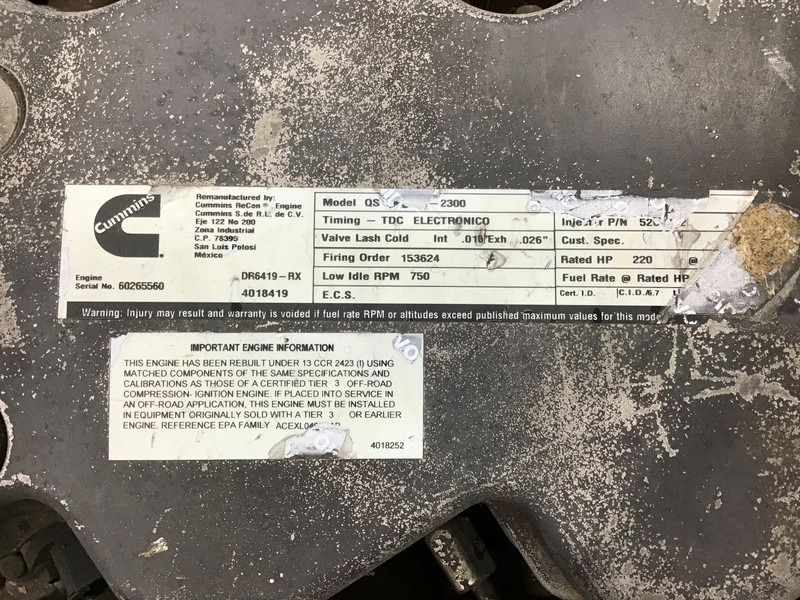 Cummins
Remanufactured by:
Cummins ReCon® Engine
Cummins S.de R.L. de C.V.
Eje 122 No 200
Zona Industrial
C.P. 78395
San Luis Potosi
México
Engine
Serial No. 60265560
DR6419-RX
4018419
Model QS -2300
Timing - TDC ELECTRONICO
Valve Lash Cold Int .010" Exh .026"
Firing Order 153624
Low Idle RPM 750
E.C.S.
P/N
Cust. Spec.
Rated HP 220 @
Fuel Rate @ Rated HP
Cert. I.D. C.I.D./6.7
Warning: Injury may result and warranty is voided if fuel rate RPM or altitudes exceed published maximum values for this
IMPORTANT ENGINE INFORMATION
THIS ENGINE HAS BEEN REBUILT UNDER 13 CCR 2423 (l) USING
MATCHED COMPONENTS OF THE SAME SPECIFICATIONS AND
CALIBRATIONS AS THOSE OF A CERTIFIED TIER 3 OFF-ROAD
COMPRESSION- IGNITION ENGINE. IF PLACED INTO SERVICE IN
AN OFF-ROAD APPLICATION, THIS ENGINE MUST BE INSTALLED
IN EQUIPMENT ORIGINALLY SOLD WITH A TIER 3 OR EARLIER
ENGINE. REFERENCE EPA FAMILY
4018252